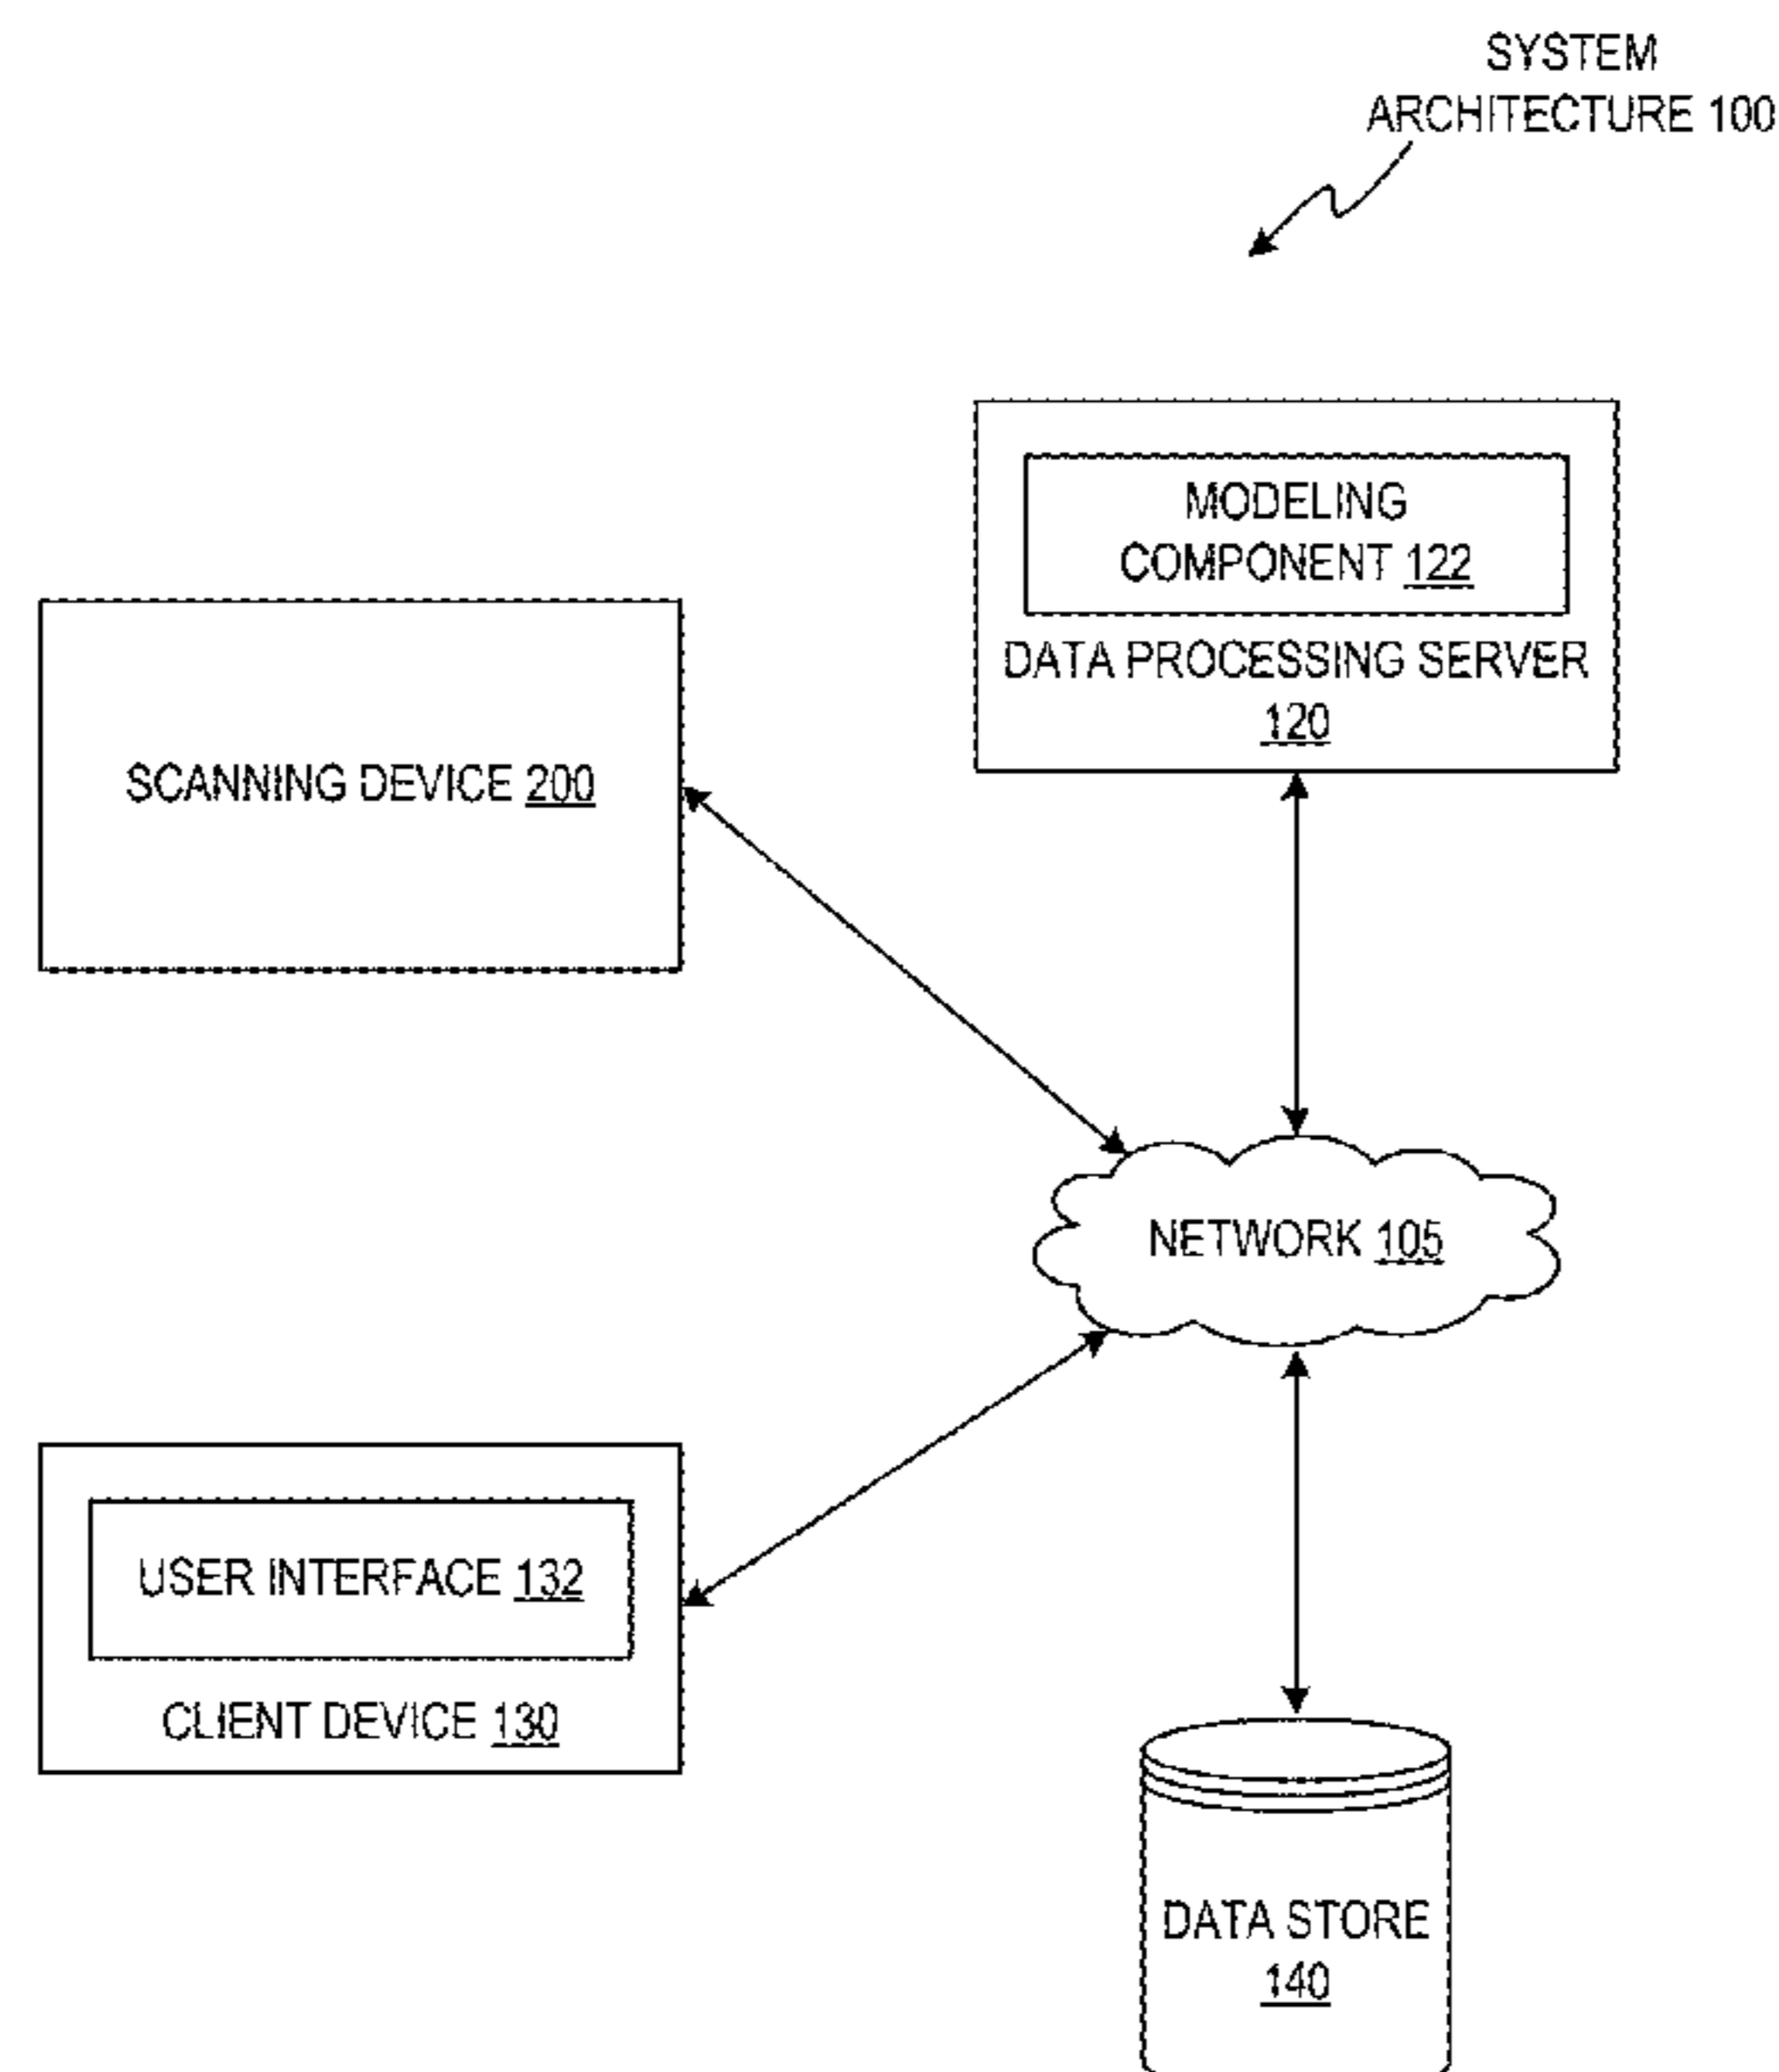 SYSTEM
ARCHITECTURE 100
MODELING
COMPONENT 122
DATA PROCESSING SERVER
120
SCANNING DEVICE 200
NETWORK 105
USER INTERFACE 132
CLIENT DEVICE 130
DATA STORE
140